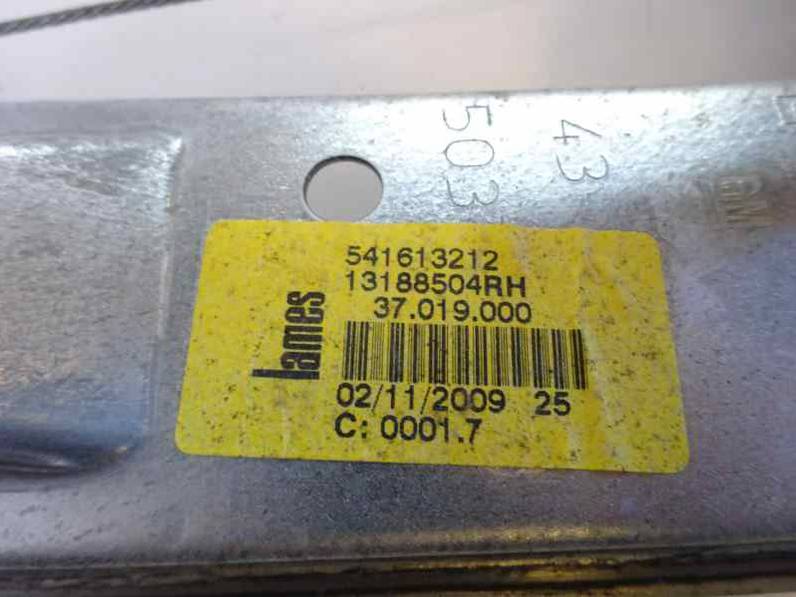 43
503
GM
541613212
13188504RH
37.019.000
lames
02/11/2009 25
C: 0001.7